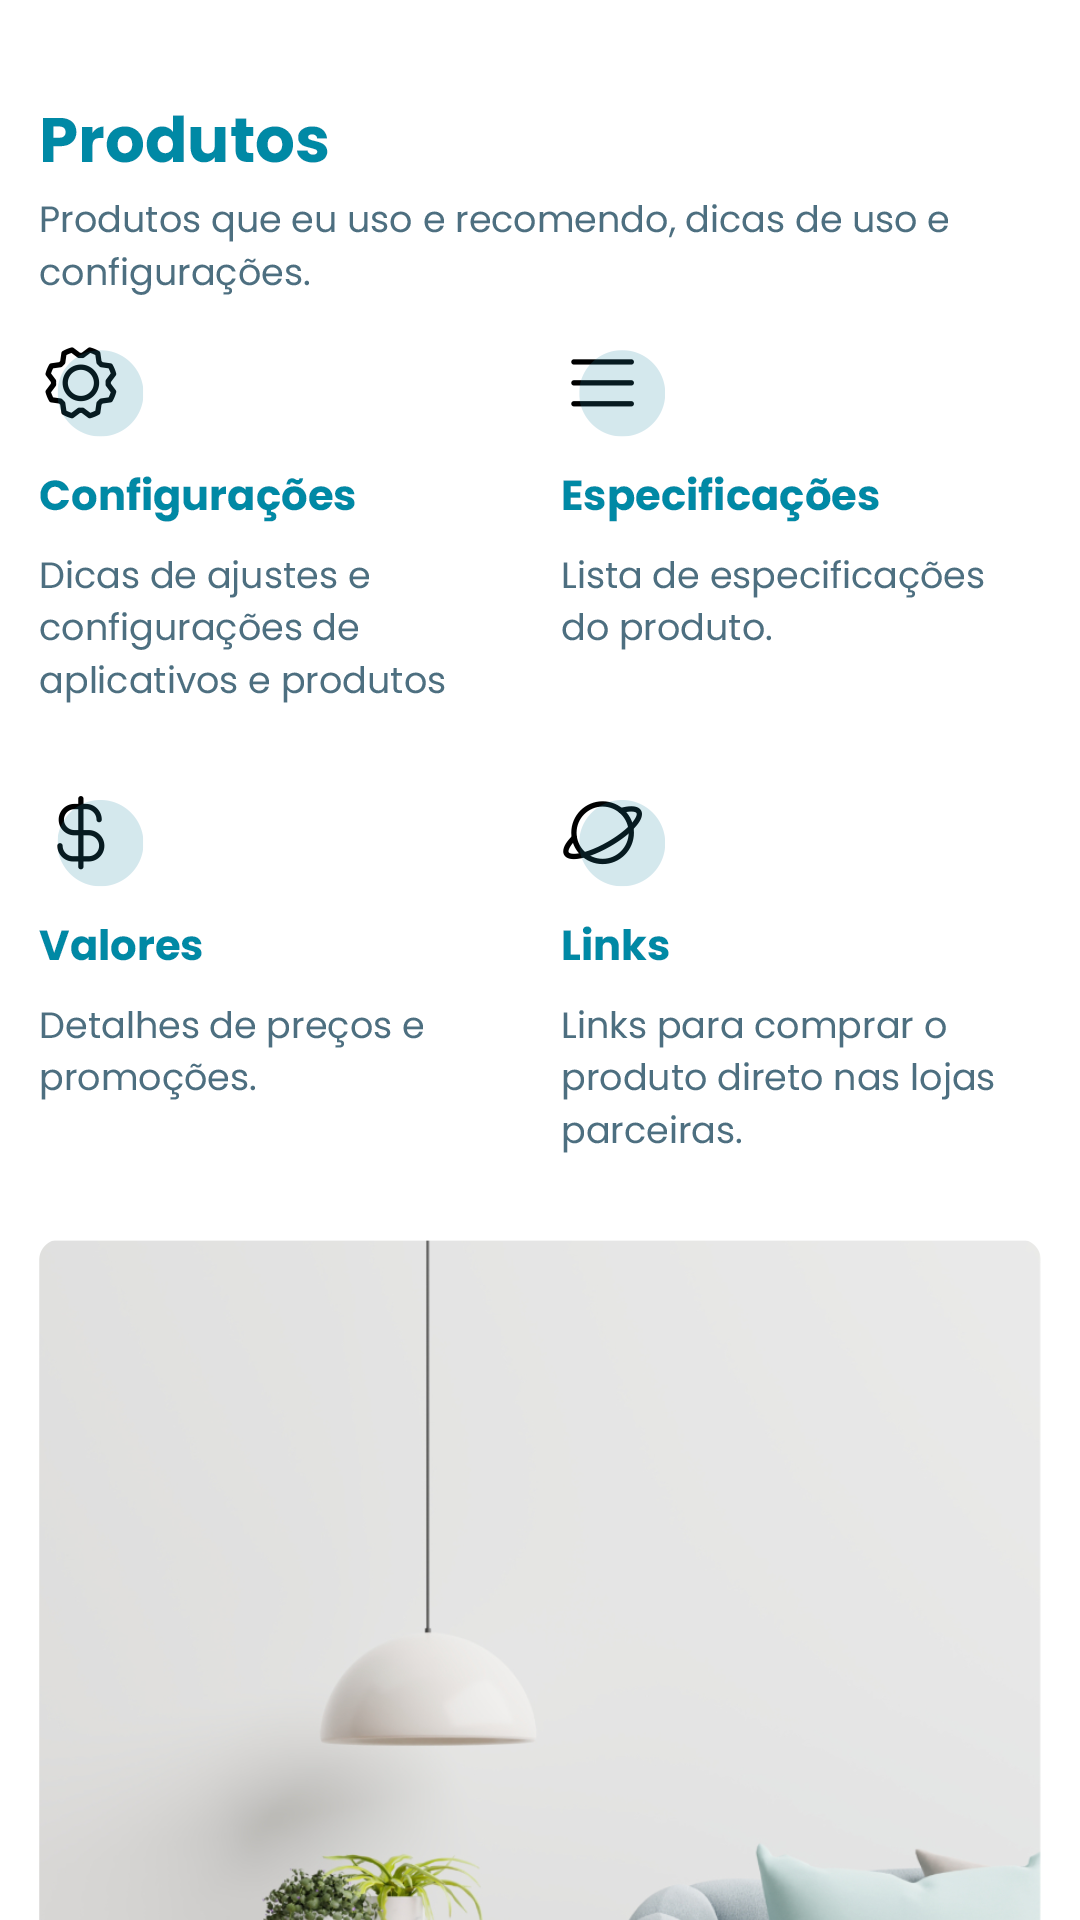 Produtos
Produtos que eu uso e recomendo, dicas de uso e
configurações.
Configurações
Dicas de ajustes e
configurações de
aplicativos e produtos
Especificações
Lista de especificações
do produto.
Valores
Detalhes de preços e
promoções.
Links
Links para comprar o
produto direto nas lojas
parceiras.